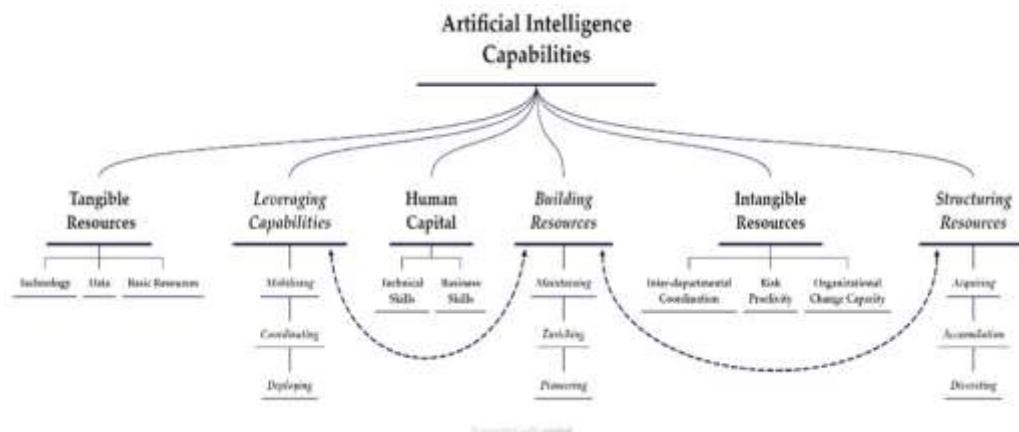 Artificial Intelligence
Capabilities
Tangible
Resources
Leveraging
Capabilities
Human
Capital
Building
Resources
Intangible
Resources
Structuring
Resources
Technology
Data
Basic Resources
Mobilising
Coordinating
Deploying
Technical
Skills
Business
Skills
Maintaining
Enriching
Pioneering
Inter-departmental
Coordination
Risk
Proclivity
Organizational
Change Capacity
Acquiring
Accumulation
Divesting